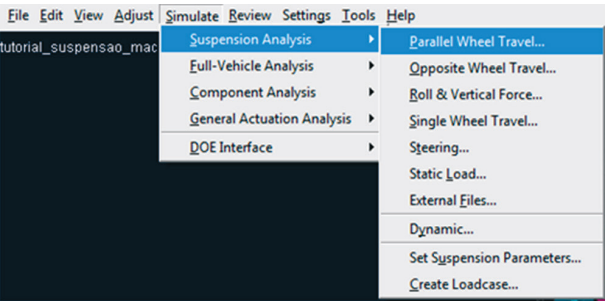 File Edit View Adjust Simulate Review Settings Tools Help
tutorial_suspensao_mac
Suspension Analysis
Full-Vehicle Analysis
Component Analysis
General Actuation Analysis
DOE Interface
Parallel Wheel Travel...
Opposite Wheel Travel...
Roll & Vertical Force...
Single Wheel Travel...
Steering...
Static Load...
External Files...
Dynamic...
Set Suspension Parameters...
Create Loadcase...